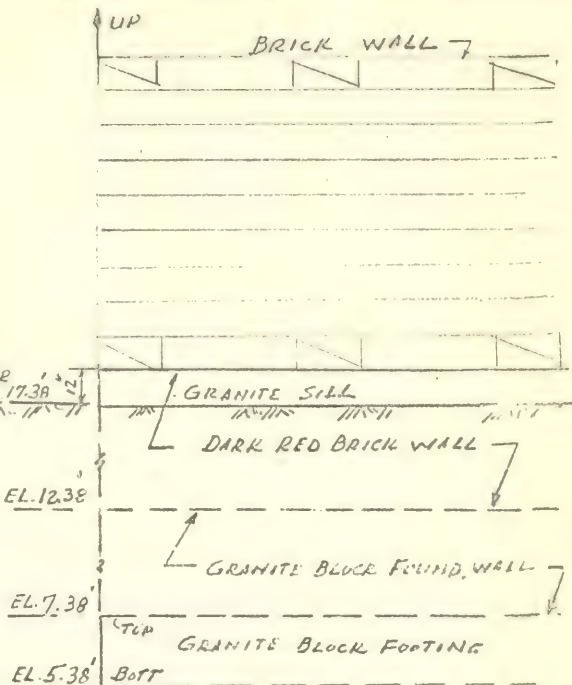 UP
BRICK WALL
17.38'
12"
GRANITE SILL
DARK RED BRICK WALL
EL. 12.38'
GRANITE BLOCK FOUND. WALL
EL. 7.38'
TOP
GRANITE BLOCK FOOTING
EL. 5.38'
BOTT